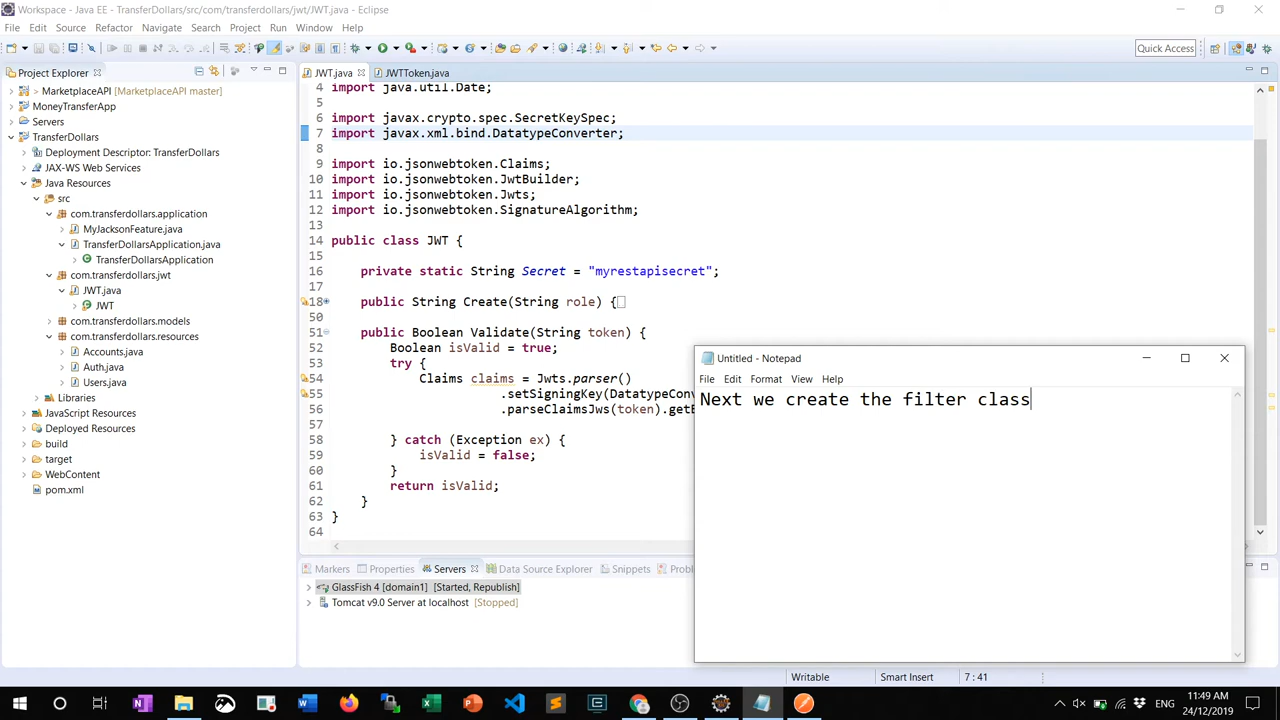 Workspace - Java EE - TransferDollars/src/com/transferdollars/jwt/JWT.java - Eclipse
File Edit Source Refactor Navigate Search Project Run Window Help
Quick Access
Project Explorer
MarketplaceAPI [MarketplaceAPI master]
MoneyTransferApp
Servers
TransferDollars
Deployment Descriptor: TransferDollars
JAX-WS Web Services
Java Resources
src
com.transferdollars.application
MyJacksonFeature.java
TransferDollarsApplication.java
TransferDollarsApplication
com.transferdollars.jwt
JWT.java
JWT
com.transferdollars.models
com.transferdollars.resources
Accounts.java
Auth.java
Users.java
Libraries
JavaScript Resources
Deployed Resources
build
target
WebContent
pom.xml
JWT.java JWTToken.java
4 import java.util.Date;
5
6 import javax.crypto.spec.SecretKeySpec;
7 import javax.xml.bind.DatatypeConverter;
8
9 import io.jsonwebtoken.Claims;
10 import io.jsonwebtoken.JwtBuilder;
11 import io.jsonwebtoken.Jwts;
12 import io.jsonwebtoken.SignatureAlgorithm;
13
14 public class JWT {
15
16 private static String Secret = "myrestapisecret";
17
18 public String Create(String role) {
50
51 public Boolean Validate(String token) {
52 Boolean isValid = true;
53 try {
54 Claims claims = Jwts.parser()
55 .setSigningKey(DatatypeConv
56 .parseClaimsJws(token).getB
57
58 } catch (Exception ex) {
59 isValid = false;
60 }
61 return isValid;
62 }
63 }
64
Untitled - Notepad
File Edit Format View Help
Next we create the filter class
Markers Properties Servers Data Source Explorer Snippets Probl
GlassFish 4 [domain1] [Started, Republish]
Tomcat v9.0 Server at localhost [Stopped]
Writable Smart Insert 7 : 41
11:49 AM
24/12/2019